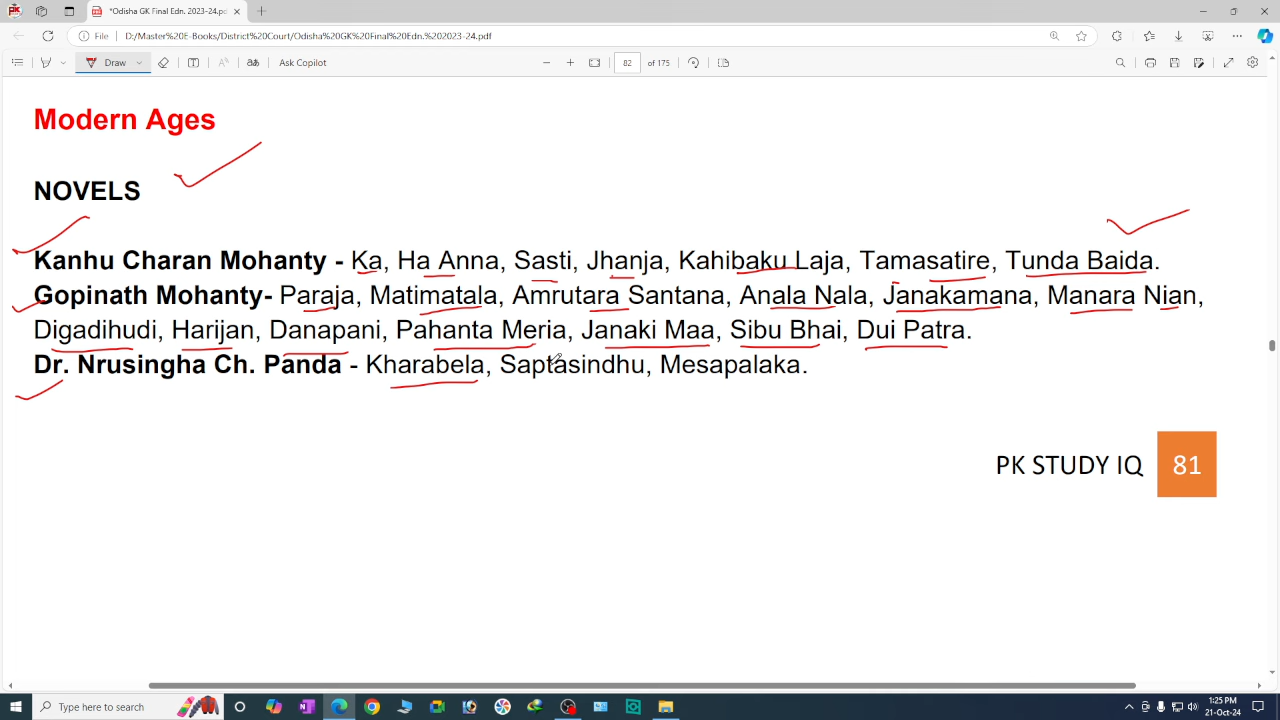 *Odisha GK Final Edn. 2023-24.pd
File D:/Master%20E-Books/District%20Court/Odisha%20GK%20Final%20Edn.%202023-24.pdf
Draw Ask Copilot 82 of 175
Modern Ages
NOVELS
Kanhu Charan Mohanty - Ka, Ha Anna, Sasti, Jhanja, Kahibaku Laja, Tamasatire, Tunda Baida.
Gopinath Mohanty- Paraja, Matimatala, Amrutara Santana, Anala Nala, Janakamana, Manara Nian,
Digadihudi, Harijan, Danapani, Pahanta Meria, Janaki Maa, Sibu Bhai, Dui Patra.
Dr. Nrusingha Ch. Panda - Kharabela, Saptasindhu, Mesapalaka.
PK STUDY IQ 81
Type here to search
1:25 PM
21-Oct-24